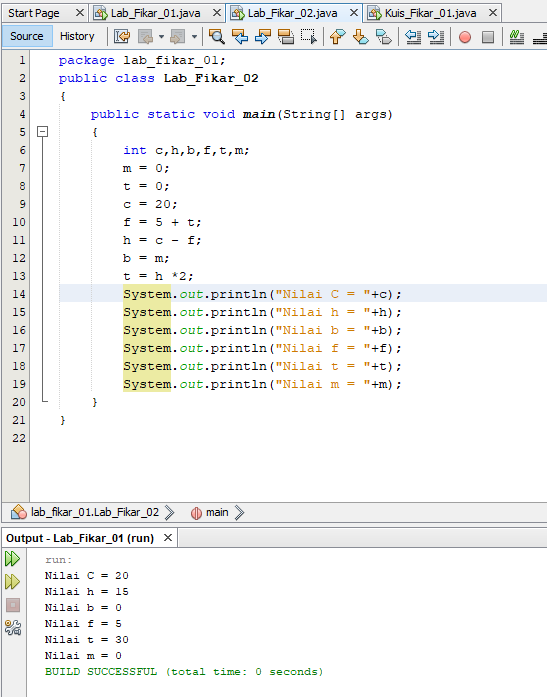 Start Page Lab_Fikar_01.java Lab_Fikar_02.java Kuis_Fikar_01.java
Source History
1 package lab_fikar_01;
2 public class Lab_Fikar_02
3 {
4 public static void main(String[] args)
5 {
6 int c,h,b,f,t,m;
7 m = 0;
8 t = 0;
9 c = 20;
10 f = 5 + t;
11 h = c - f;
12 b = m;
13 t = h *2;
14 System.out.println("Nilai C = "+c);
15 System.out.println("Nilai h = "+h);
16 System.out.println("Nilai b = "+b);
17 System.out.println("Nilai f = "+f);
18 System.out.println("Nilai t = "+t);
19 System.out.println("Nilai m = "+m);
20 }
21 }
22
lab_fikar_01.Lab_Fikar_02 main
Output - Lab_Fikar_01 (run)
run:
Nilai C = 20
Nilai h = 15
Nilai b = 0
Nilai f = 5
Nilai t = 30
Nilai m = 0
BUILD SUCCESSFUL (total time: 0 seconds)